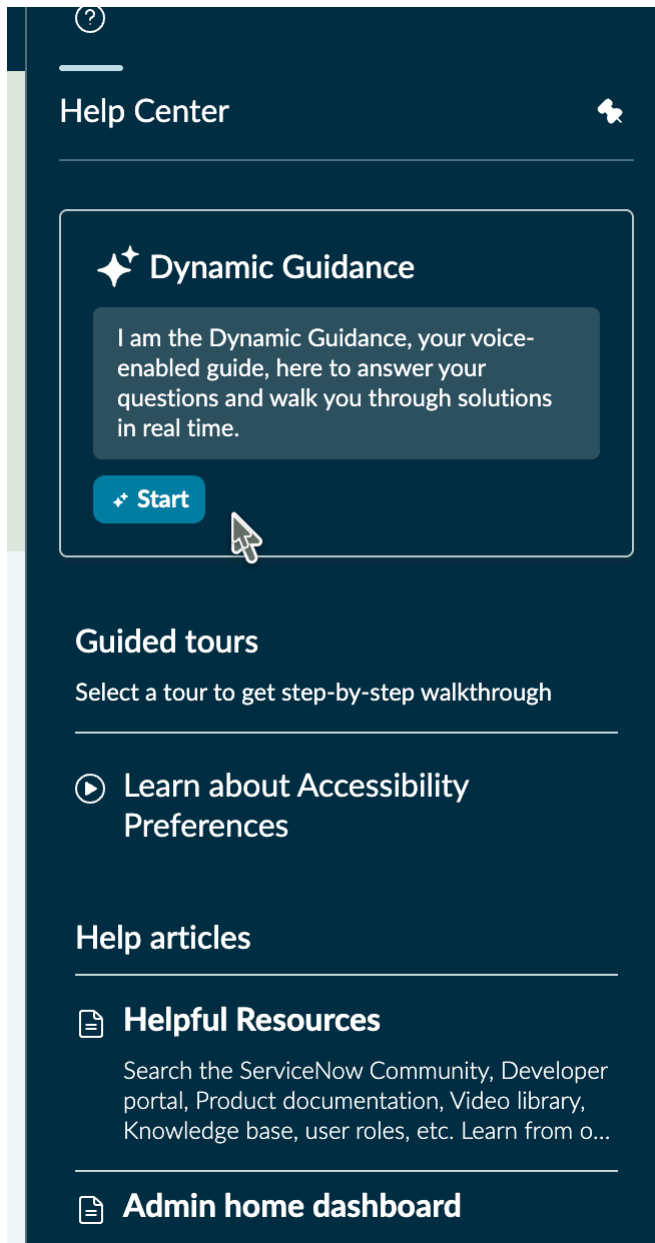 Help Center
Dynamic Guidance
I am the Dynamic Guidance, your voice-
enabled guide, here to answer your
questions and walk you through solutions
in real time.
Start
Guided tours
Select a tour to get step-by-step walkthrough
Learn about Accessibility
Preferences
Help articles
Helpful Resources
Search the ServiceNow Community, Developer
portal, Product documentation, Video library,
Knowledge base, user roles, etc. Learn from o...
Admin home dashboard